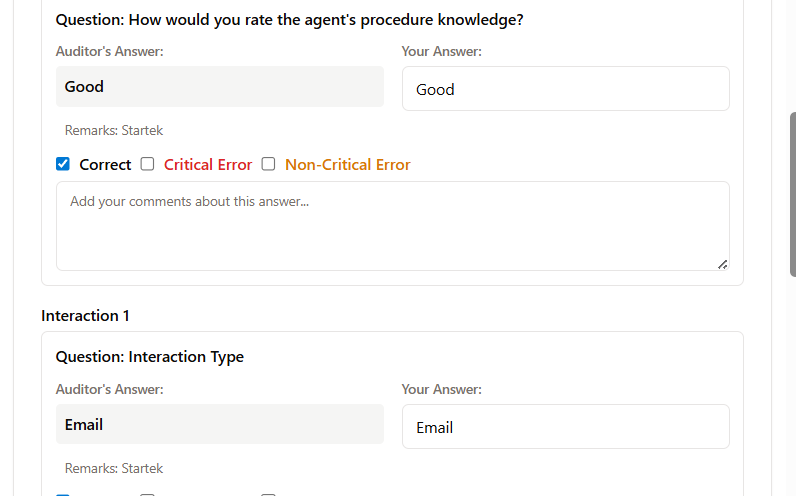 Question: How would you rate the agent's procedure knowledge?
Auditor's Answer: Your Answer:
Good Good
Remarks: Startek
Correct Critical Error Non-Critical Error
Add your comments about this answer...
Interaction 1
Question: Interaction Type
Auditor's Answer: Your Answer:
Email Email
Remarks: Startek